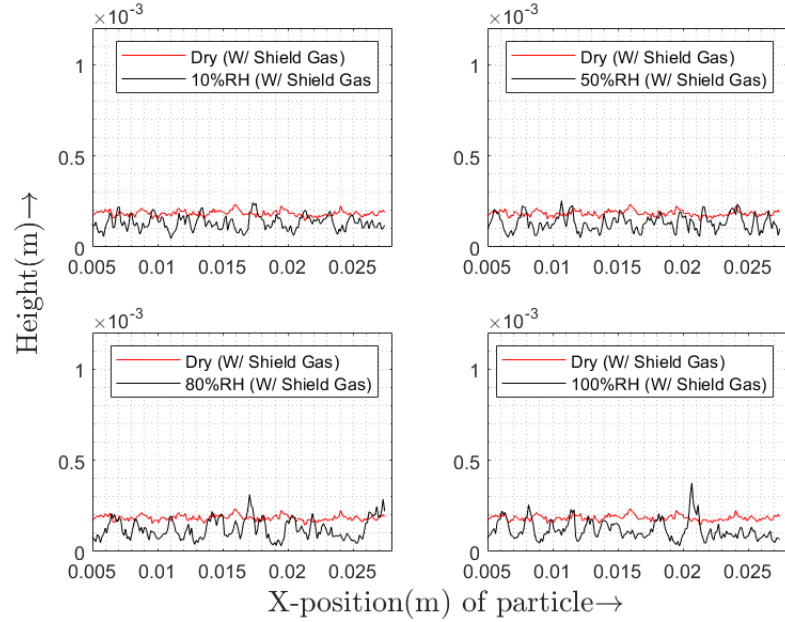 ×10⁻³ ×10⁻³
1 Dry (W/ Shield Gas) 1 Dry (W/ Shield Gas)
10%RH (W/ Shield Gas 50%RH (W/ Shield Gas)
0.5 0.5
0 0
0.005 0.01 0.015 0.02 0.025 0.005 0.01 0.015 0.02 0.025
Height(m)→
×10⁻³ ×10⁻³
1 Dry (W/ Shield Gas) 1 Dry (W/ Shield Gas)
80%RH (W/ Shield Gas) 100%RH (W/ Shield Gas)
0.5 0.5
0 0
0.005 0.01 0.015 0.02 0.025 0.005 0.01 0.015 0.02 0.025
X-position(m) of particle→